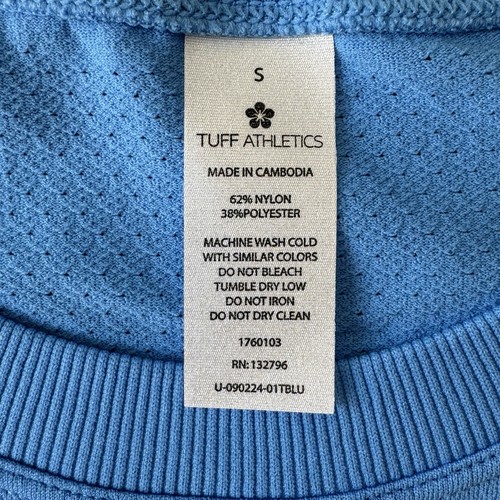 S
TUFF ATHLETICS
MADE IN CAMBODIA
62% NYLON
38%POLYESTER
MACHINE WASH COLD
WITH SIMILAR COLORS
DO NOT BLEACH
TUMBLE DRY LOW
DO NOT IRON
DO NOT DRY CLEAN
1760103
RN: 132796
U-090224-01TBLU